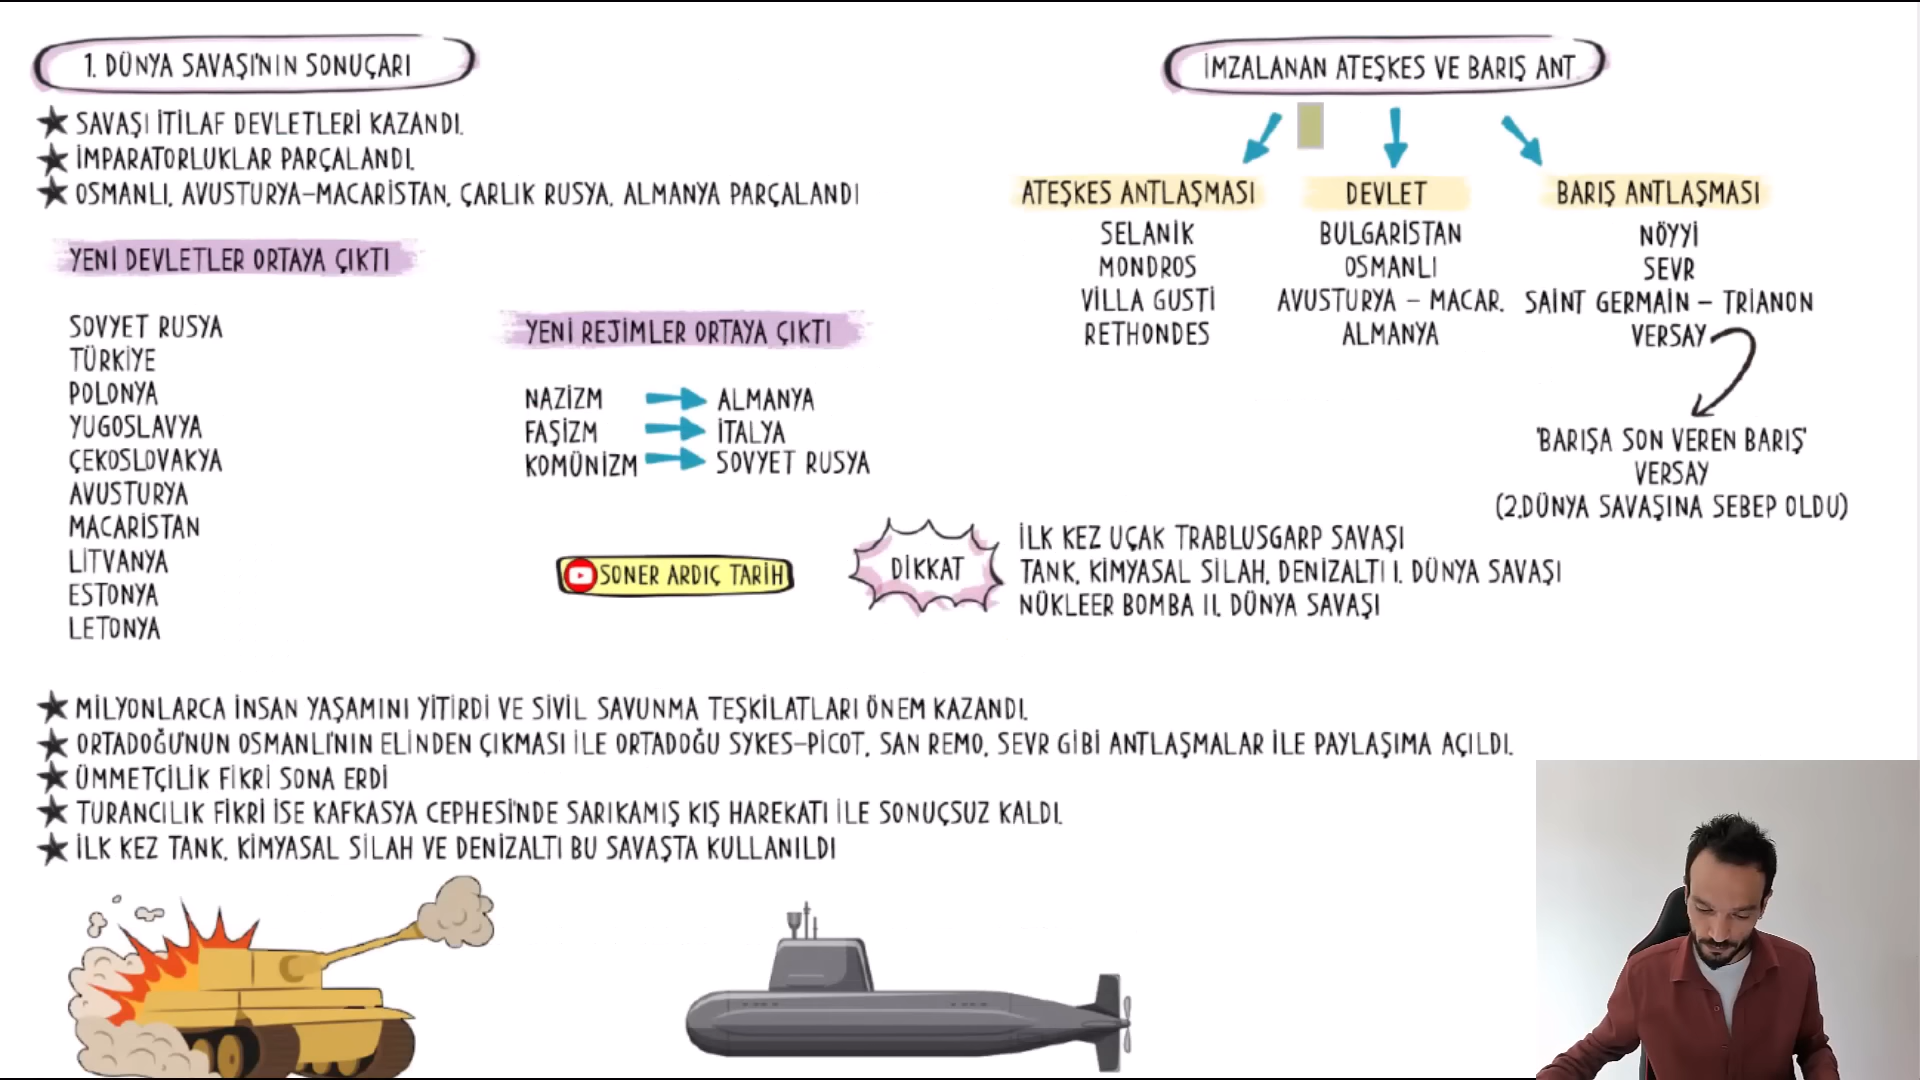 1. DÜNYA SAVAŞI'NIN SONUÇARI
★ SAVAŞI İTİLAF DEVLETLERİ KAZANDI.
★ İMPARATORLUKLAR PARÇALANDI.
★ OSMANLI, AVUSTURYA-MACARİSTAN, ÇARLIK RUSYA, ALMANYA PARÇALANDI
YENİ DEVLETLER ORTAYA ÇIKTI
SOVYET RUSYA
TÜRKİYE
POLONYA
YUGOSLAVYA
ÇEKOSLOVAKYA
AVUSTURYA
MACARİSTAN
LİTVANYA
ESTONYA
LETONYA
YENİ REJİMLER ORTAYA ÇIKTI
NAZİZM ALMANYA
FAŞİZM İTALYA
KOMÜNİZM SOVYET RUSYA
SONER ARDIÇ TARİH
İMZALANAN ATEŞKES VE BARIŞ ANT
ATEŞKES ANTLAŞMASI DEVLET BARIŞ ANTLAŞMASI
SELANİK BULGARİSTAN NÖYYİ
MONDROS OSMANLI SEVR
VİLLA GUSTİ AVUSTURYA - MACAR. SAINT GERMAİN - TRİANON
RETHONDES ALMANYA VERSAY
'BARIŞA SON VEREN BARIŞ'
VERSAY
(2.DÜNYA SAVAŞINA SEBEP OLDU)
DİKKAT
İLK KEZ UÇAK TRABLUSGARP SAVAŞI
TANK, KİMYASAL SİLAH, DENİZALTI I. DÜNYA SAVAŞI
NÜKLEER BOMBA II. DÜNYA SAVAŞI
★ MİLYONLARCA İNSAN YAŞAMINI YİTİRDİ VE SİVİL SAVUNMA TEŞKİLATLARI ÖNEM KAZANDI.
★ ORTADOĞU'NUN OSMANLI'NIN ELİNDEN ÇIKMASI İLE ORTADOĞU SYKES-PİCOT, SAN REMO, SEVR GİBİ ANTLAŞMALAR İLE PAYLAŞIMA AÇILDI.
★ ÜMMETÇİLİK FİKRİ SONA ERDİ
★ TURANCILIK FİKRİ İSE KAFKASYA CEPHESİ'NDE SARIKAMIŞ KIŞ HAREKATI İLE SONUÇSUZ KALDI.
★ İLK KEZ TANK, KİMYASAL SİLAH VE DENİZALTI BU SAVAŞTA KULLANILDI